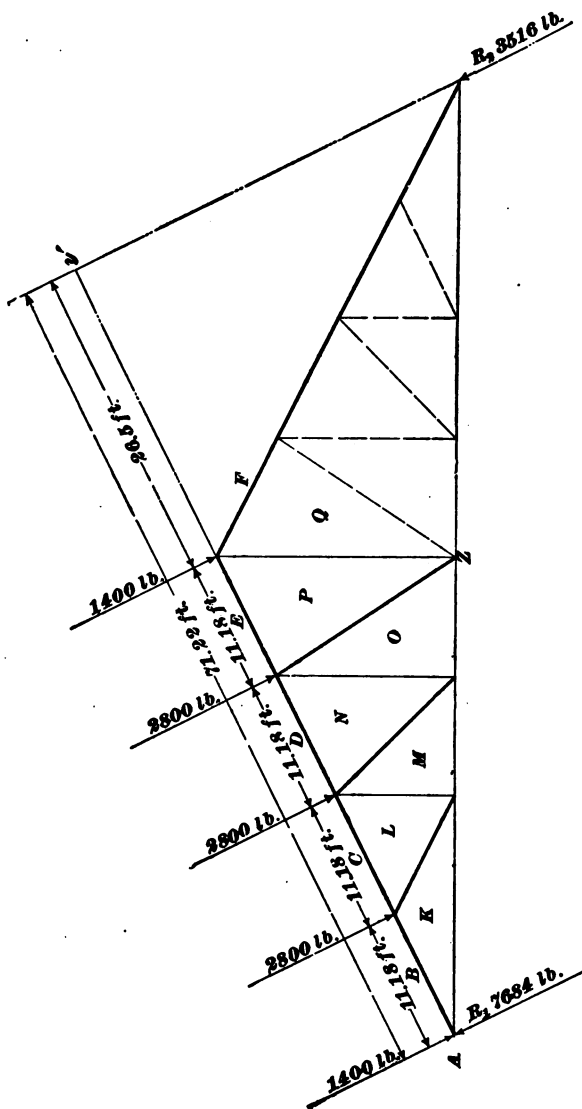 R₂ 3516 lb.
y'
26.5 ft.
71.22 ft.
1400 lb.
11.18 ft.
E
F
Q
P
2800 lb.
11.18 ft.
D
O
N
Z
2800 lb.
11.18 ft.
C
M
L
2800 lb.
11.18 ft.
B
K
1400 lb.
A
R₁ 7684 lb.